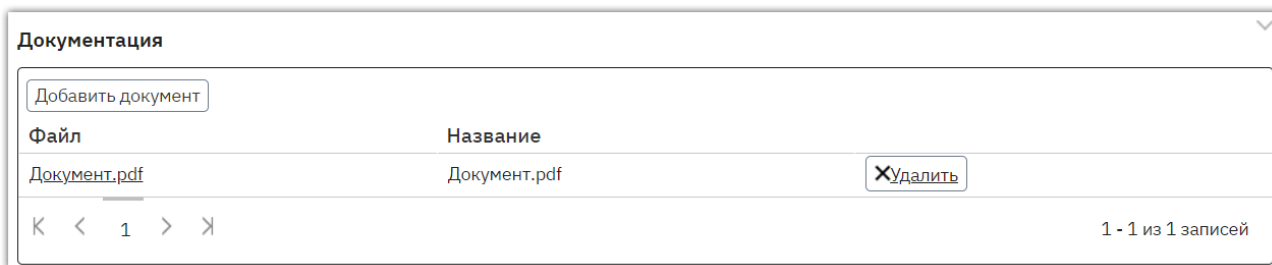 Документация
Добавить документ
Файл Название
Документ.pdf Документ.pdf Удалить
1 1 - 1 из 1 записей